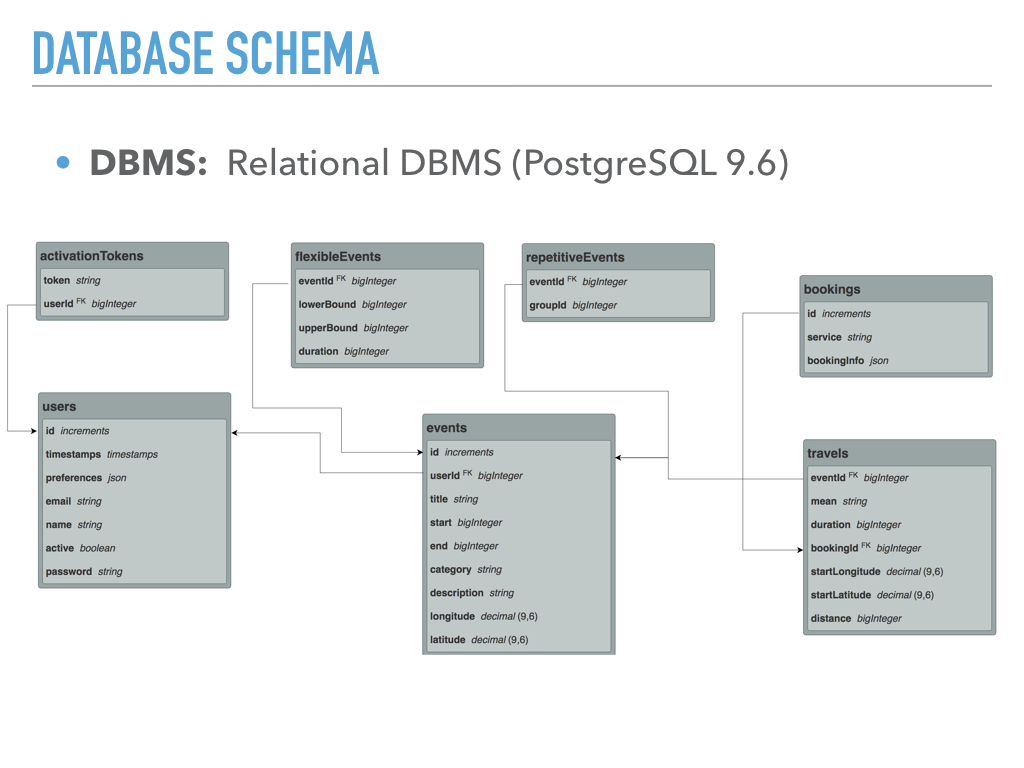 DATABASE SCHEMA
• DBMS: Relational DBMS (PostgreSQL 9.6)
activationTokens
token string
userId FK bigInteger
flexibleEvents
eventId FK bigInteger
lowerBound bigInteger
upperBound bigInteger
duration bigInteger
repetitiveEvents
eventId FK bigInteger
groupId bigInteger
bookings
id increments
service string
bookingInfo json
users
id increments
timestamps timestamps
preferences json
email string
name string
active boolean
password string
events
id increments
userId FK bigInteger
title string
start bigInteger
end bigInteger
category string
description string
longitude decimal (9,6)
latitude decimal (9,6)
travels
eventId FK bigInteger
mean string
duration bigInteger
bookingId FK bigInteger
startLongitude decimal (9,6)
startLatitude decimal (9,6)
distance bigInteger